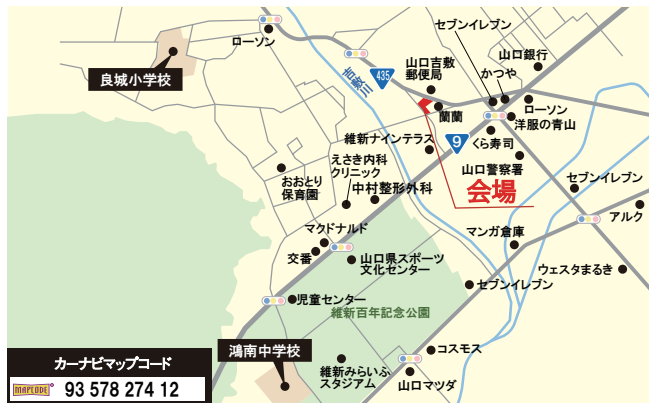 セブンイレブン
ローソン
山口銀行
良城小学校
435
吉敷川
山口吉敷
郵便局
かつや
蘭蘭
ローソン
洋服の青山
維新ナインテラス
9
くら寿司
えさき内科
クリニック
山口警察署
おおとり
保育園
中村整形外科
会場
セブンイレブン
アルク
マクドナルド
マンガ倉庫
交番
山口県スポーツ
文化センター
ウェスタまるき
セブンイレブン
児童センター
維新百年記念公園
鴻南中学校
コスモス
カーナビマップコード
維新みらいふ
スタジアム
山口マツダ
MAPCODE
93 578 274 12